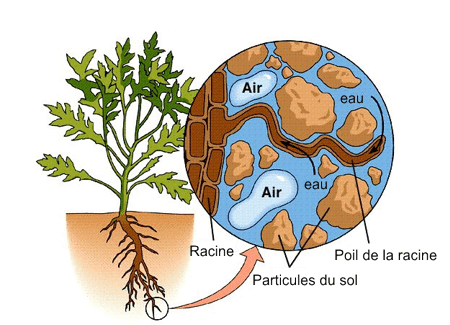 Air
eau
eau
Air
Racine
Poil de la racine
Particules du sol